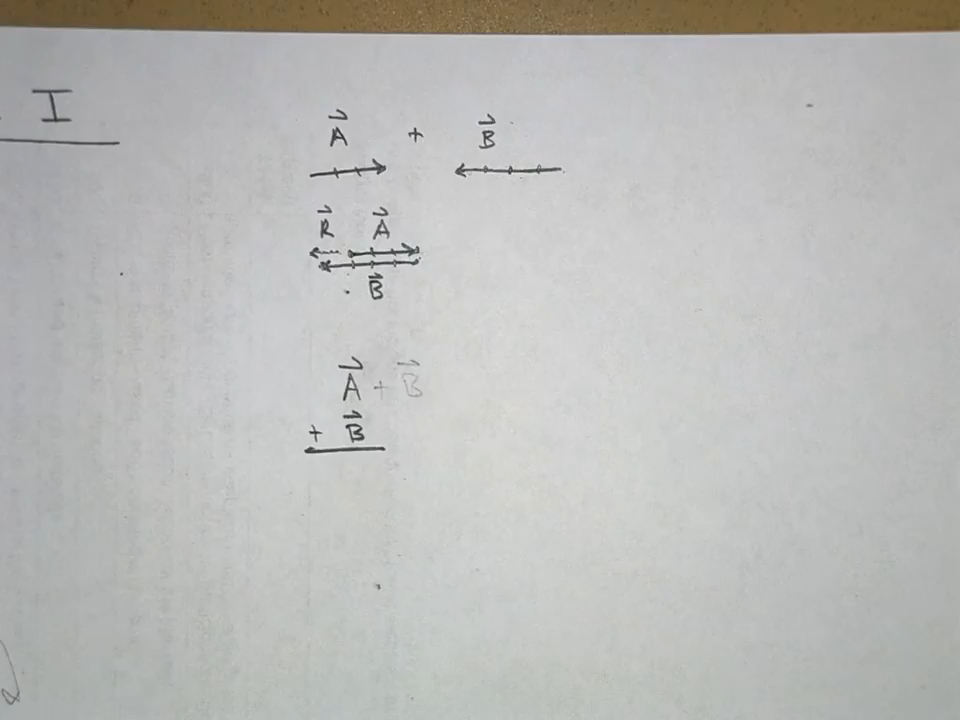 I
A⃗ + B⃗
R⃗ A⃗
B⃗
A⃗ + B⃗
+ B⃗